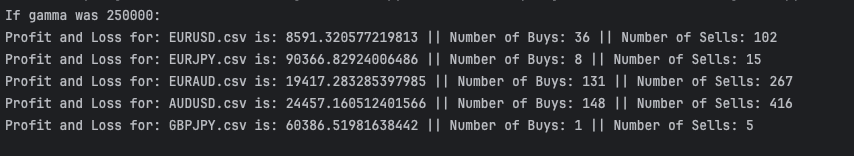 If gamma was 250000:
Profit and Loss for: EURUSD.csv is: 8591.320577219813 || Number of Buys: 36 || Number of Sells: 102
Profit and Loss for: EURJPY.csv is: 90366.82924006486 || Number of Buys: 8 || Number of Sells: 15
Profit and Loss for: EURAUD.csv is: 19417.283285397985 || Number of Buys: 131 || Number of Sells: 267
Profit and Loss for: AUDUSD.csv is: 24457.160512401566 || Number of Buys: 148 || Number of Sells: 416
Profit and Loss for: GBPJPY.csv is: 60386.51981638442 || Number of Buys: 1 || Number of Sells: 5